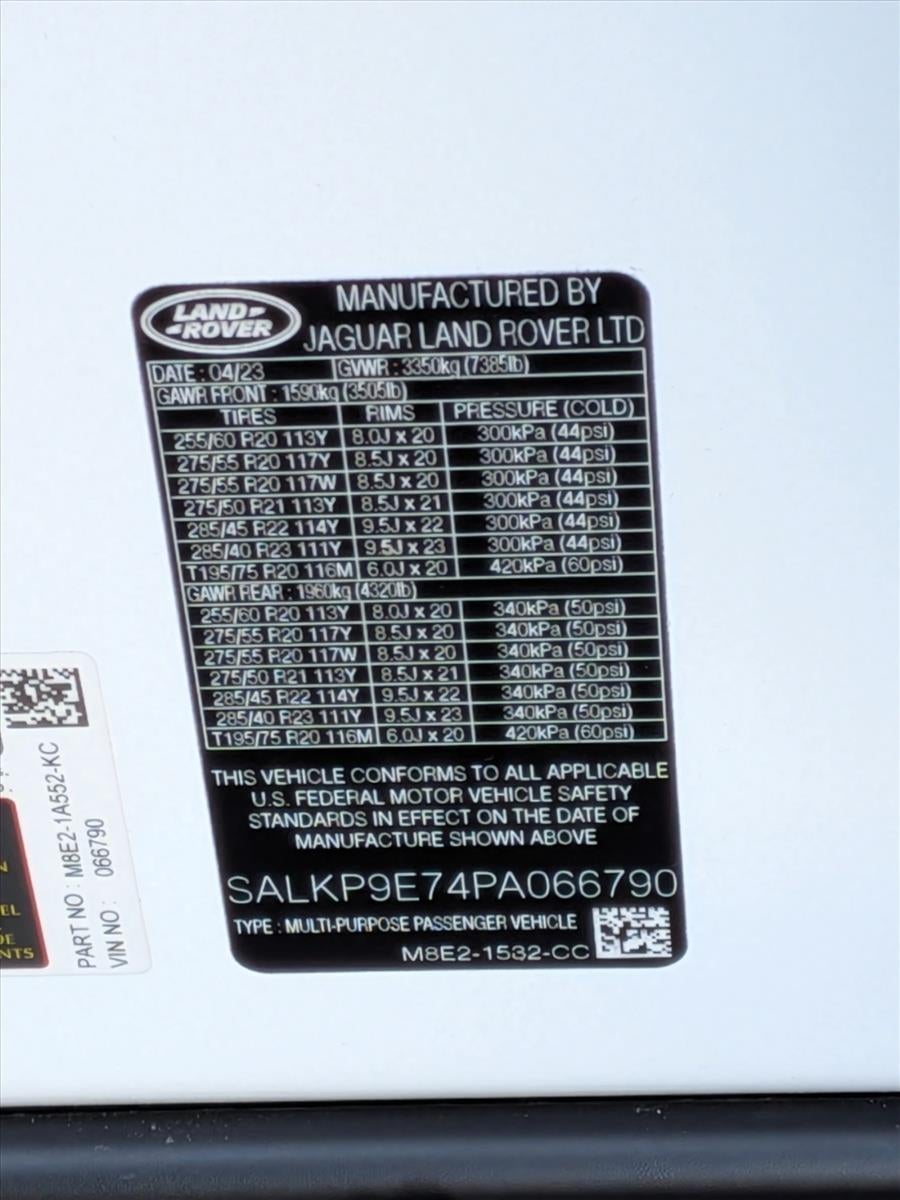 LAND
ROVER
MANUFACTURED BY
JAGUAR LAND ROVER LTD
DATE : 04/23 GVWR : 3350kg (7385lb)
GAWR FRONT : 1590kg (3505lb)
TIRES RIMS PRESSURE (COLD)
255/60 R20 113Y 8.0J x 20 300kPa (44psi)
275/55 R20 117Y 8.5J x 20 300kPa (44psi)
275/55 R20 117W 8.5J x 20 300kPa (44psi)
275/50 R21 113Y 8.5J x 21 300kPa (44psi)
285/45 R22 114Y 9.5J x 22 300kPa (44psi)
285/40 R23 111Y 9.5J x 23 300kPa (44psi)
T195/75 R20 116M 6.0J x 20 420kPa (60psi)
GAWR REAR : 1960kg (4320lb)
255/60 R20 113Y 8.0J x 20 340kPa (50psi)
275/55 R20 117Y 8.5J x 20 340kPa (50psi)
275/55 R20 117W 8.5J x 20 340kPa (50psi)
275/50 R21 113Y 8.5J x 21 340kPa (50psi)
285/45 R22 114Y 9.5J x 22 340kPa (50psi)
285/40 R23 111Y 9.5J x 23 340kPa (50psi)
T195/75 R20 116M 6.0J x 20 420kPa (60psi)
THIS VEHICLE CONFORMS TO ALL APPLICABLE
U.S. FEDERAL MOTOR VEHICLE SAFETY
STANDARDS IN EFFECT ON THE DATE OF
MANUFACTURE SHOWN ABOVE
SALKP9E74PA066790
TYPE : MULTI-PURPOSE PASSENGER VEHICLE
M8E2-1532-CC
PART NO : M8E2-1A552-KC
VIN NO : 066790